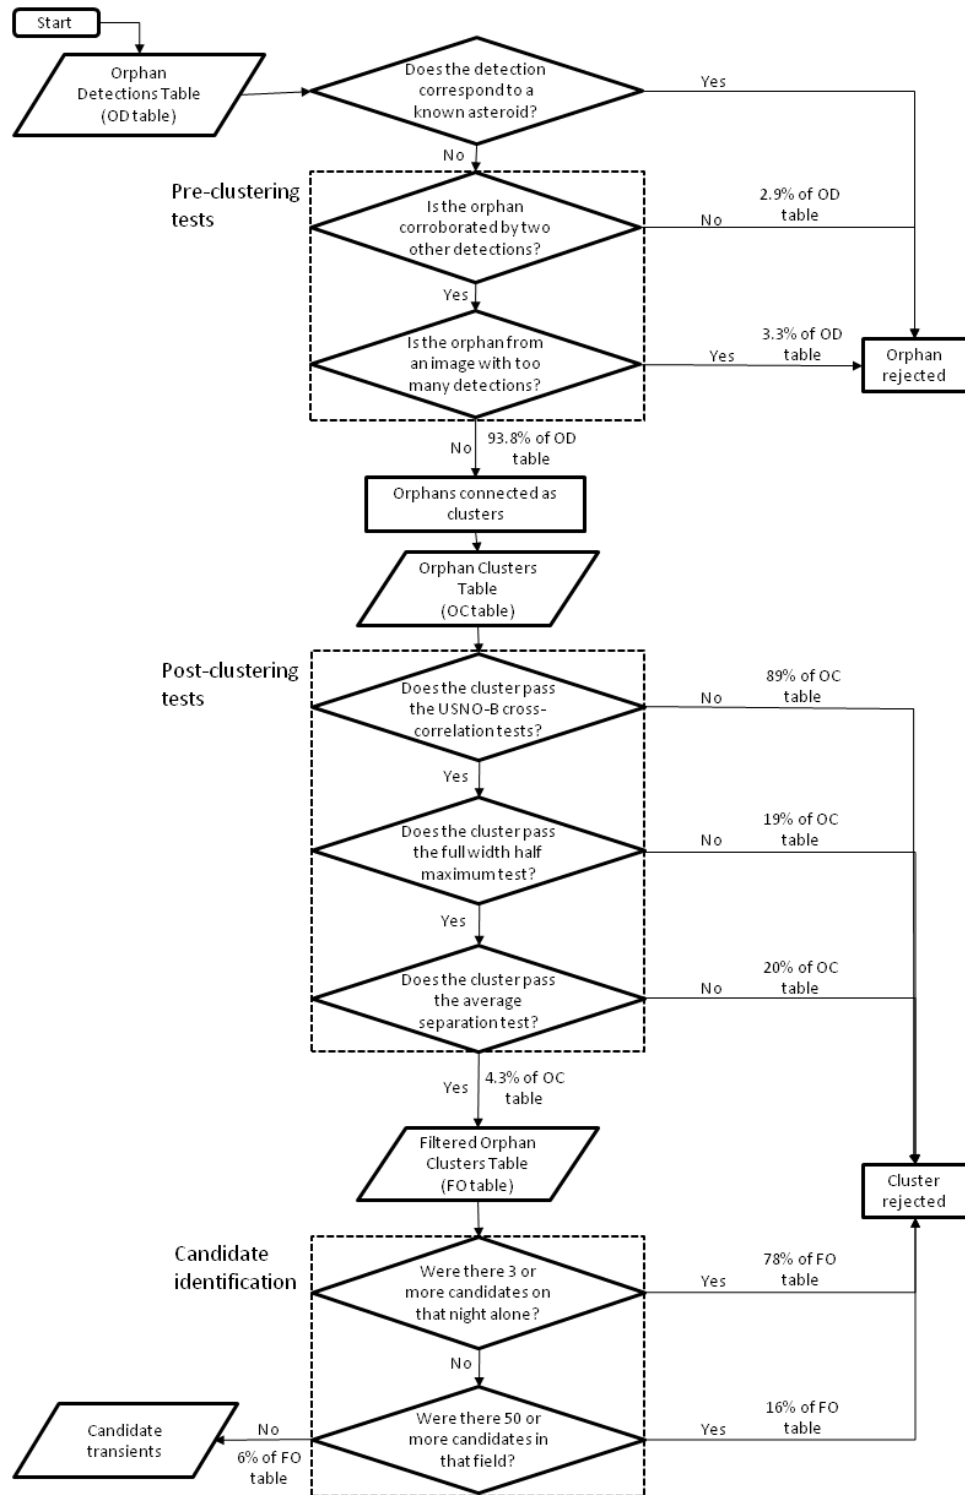 Start
Orphan
Detections Table
(OD table)
Does the detection
correspond to a
known asteroid?
Yes
No
Pre-clustering
tests
Is the orphan
corroborated by two
other detections?
No
2.9% of OD
table
Yes
Is the orphan from
an image with too
many detections?
Yes
3.3% of OD
table
Orphan
rejected
No
93.8% of OD
table
Orphans connected as
clusters
Orphan Clusters
Table
(OC table)
Post-clustering
tests
Does the cluster pass
the USNO-B cross-
correlation tests?
No
89% of OC
table
Yes
Does the cluster pass
the full width half
maximum test?
No
19% of OC
table
Yes
Does the cluster pass
the average
separation test?
No
20% of OC
table
Yes
4.3% of OC
table
Filtered Orphan
Clusters Table
(FO table)
Cluster
rejected
Candidate
identification
Were there 3 or
more candidates on
that night alone?
Yes
78% of FO
table
No
Were there 50 or
more candidates in
that field?
Yes
16% of FO
table
No
6% of FO
table
Candidate
transients